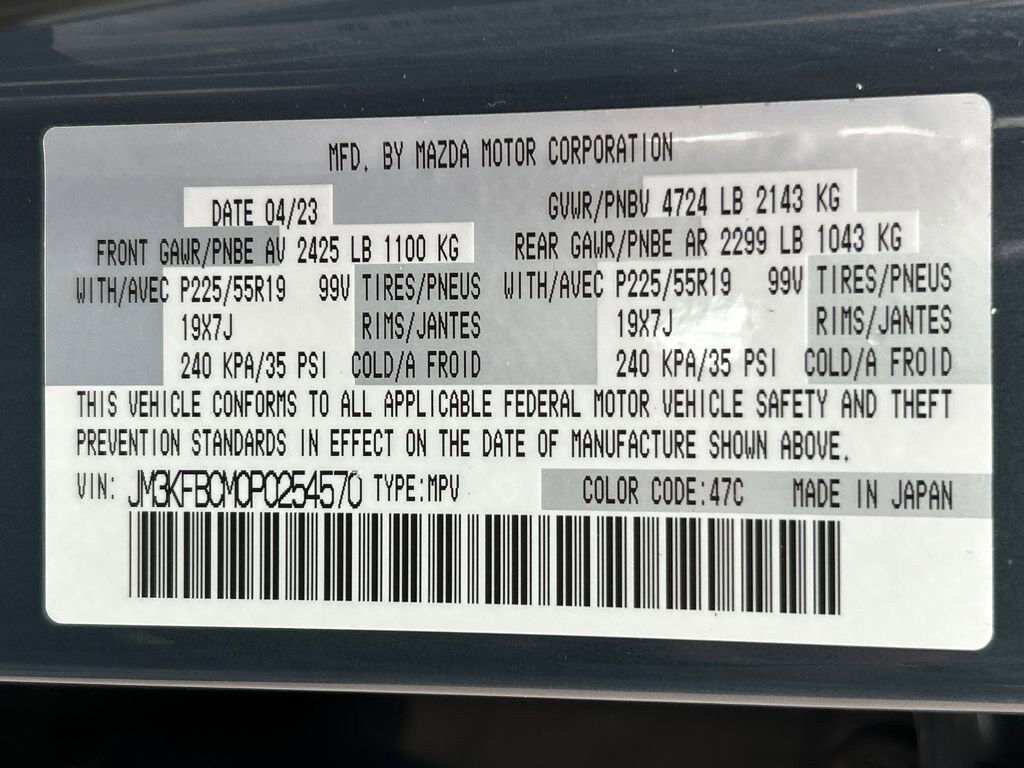 MFD. BY MAZDA MOTOR CORPORATION
DATE 04/23 GVWR/PNBV 4724 LB 2143 KG
FRONT GAWR/PNBE AV 2425 LB 1100 KG REAR GAWR/PNBE AR 2299 LB 1043 KG
WITH/AVEC P225/55R19 99V TIRES/PNEUS WITH/AVEC P225/55R19 99V TIRES/PNEUS
19X7J RIMS/JANTES 19X7J RIMS/JANTES
240 KPA/35 PSI COLD/A FROID 240 KPA/35 PSI COLD/A FROID
THIS VEHICLE CONFORMS TO ALL APPLICABLE FEDERAL MOTOR VEHICLE SAFETY AND THEFT
PREVENTION STANDARDS IN EFFECT ON THE DATE OF MANUFACTURE SHOWN ABOVE.
VIN: JM3KFBCM0P0254570 TYPE:MPV COLOR CODE:47C MADE IN JAPAN